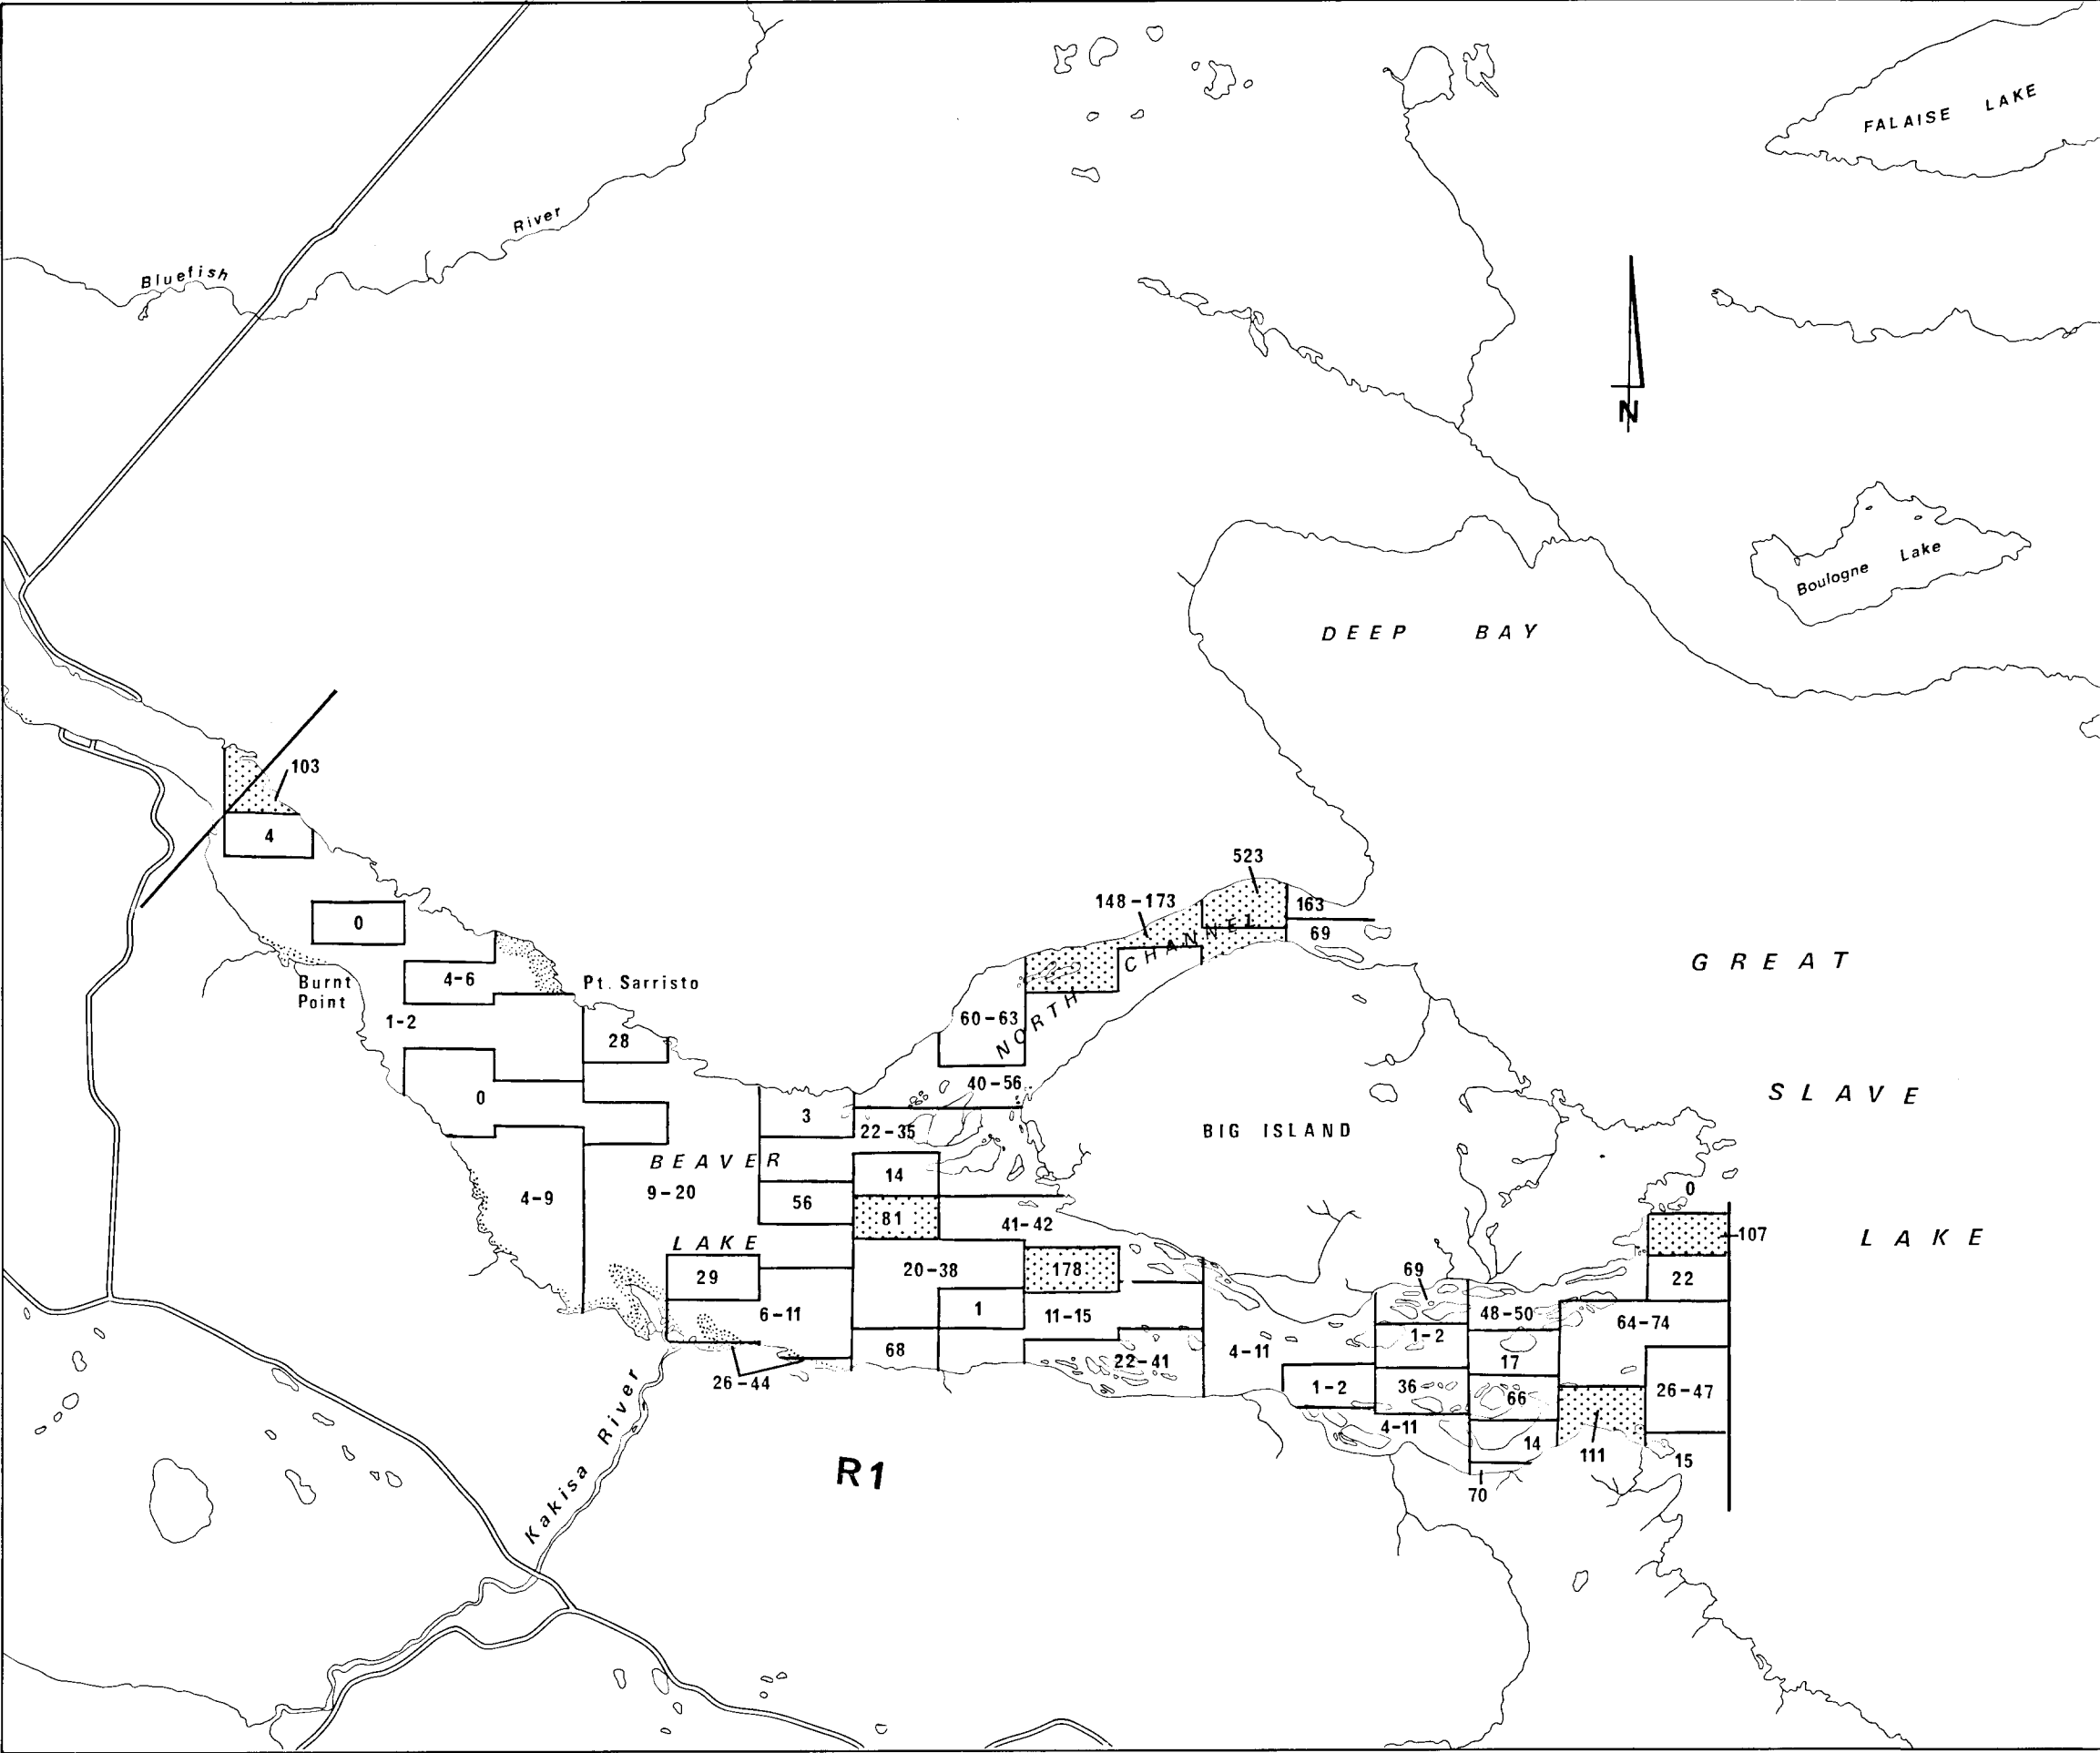 FALAISE LAKE
River
Bluefish
N
Boulogne Lake
DEEP BAY
103
4
523
148-173
163
0
CHANNEL
69
GREAT
4-6
Pt. Sarristo
Burnt
Point
60-63
NORTH
1-2
28
40-56
SLAVE
0
3
22-35
BIG ISLAND
BEAVER
14
9-20
0
4-9
56
81
41-42
107
LAKE
LAKE
29
20-38
178
69
22
6-11
1
11-15
48-50
64-74
1-2
68
4-11
22-41
17
26-44
1-2
36
66
26-47
4-11
14
111
15
Kakisa River
R1
70